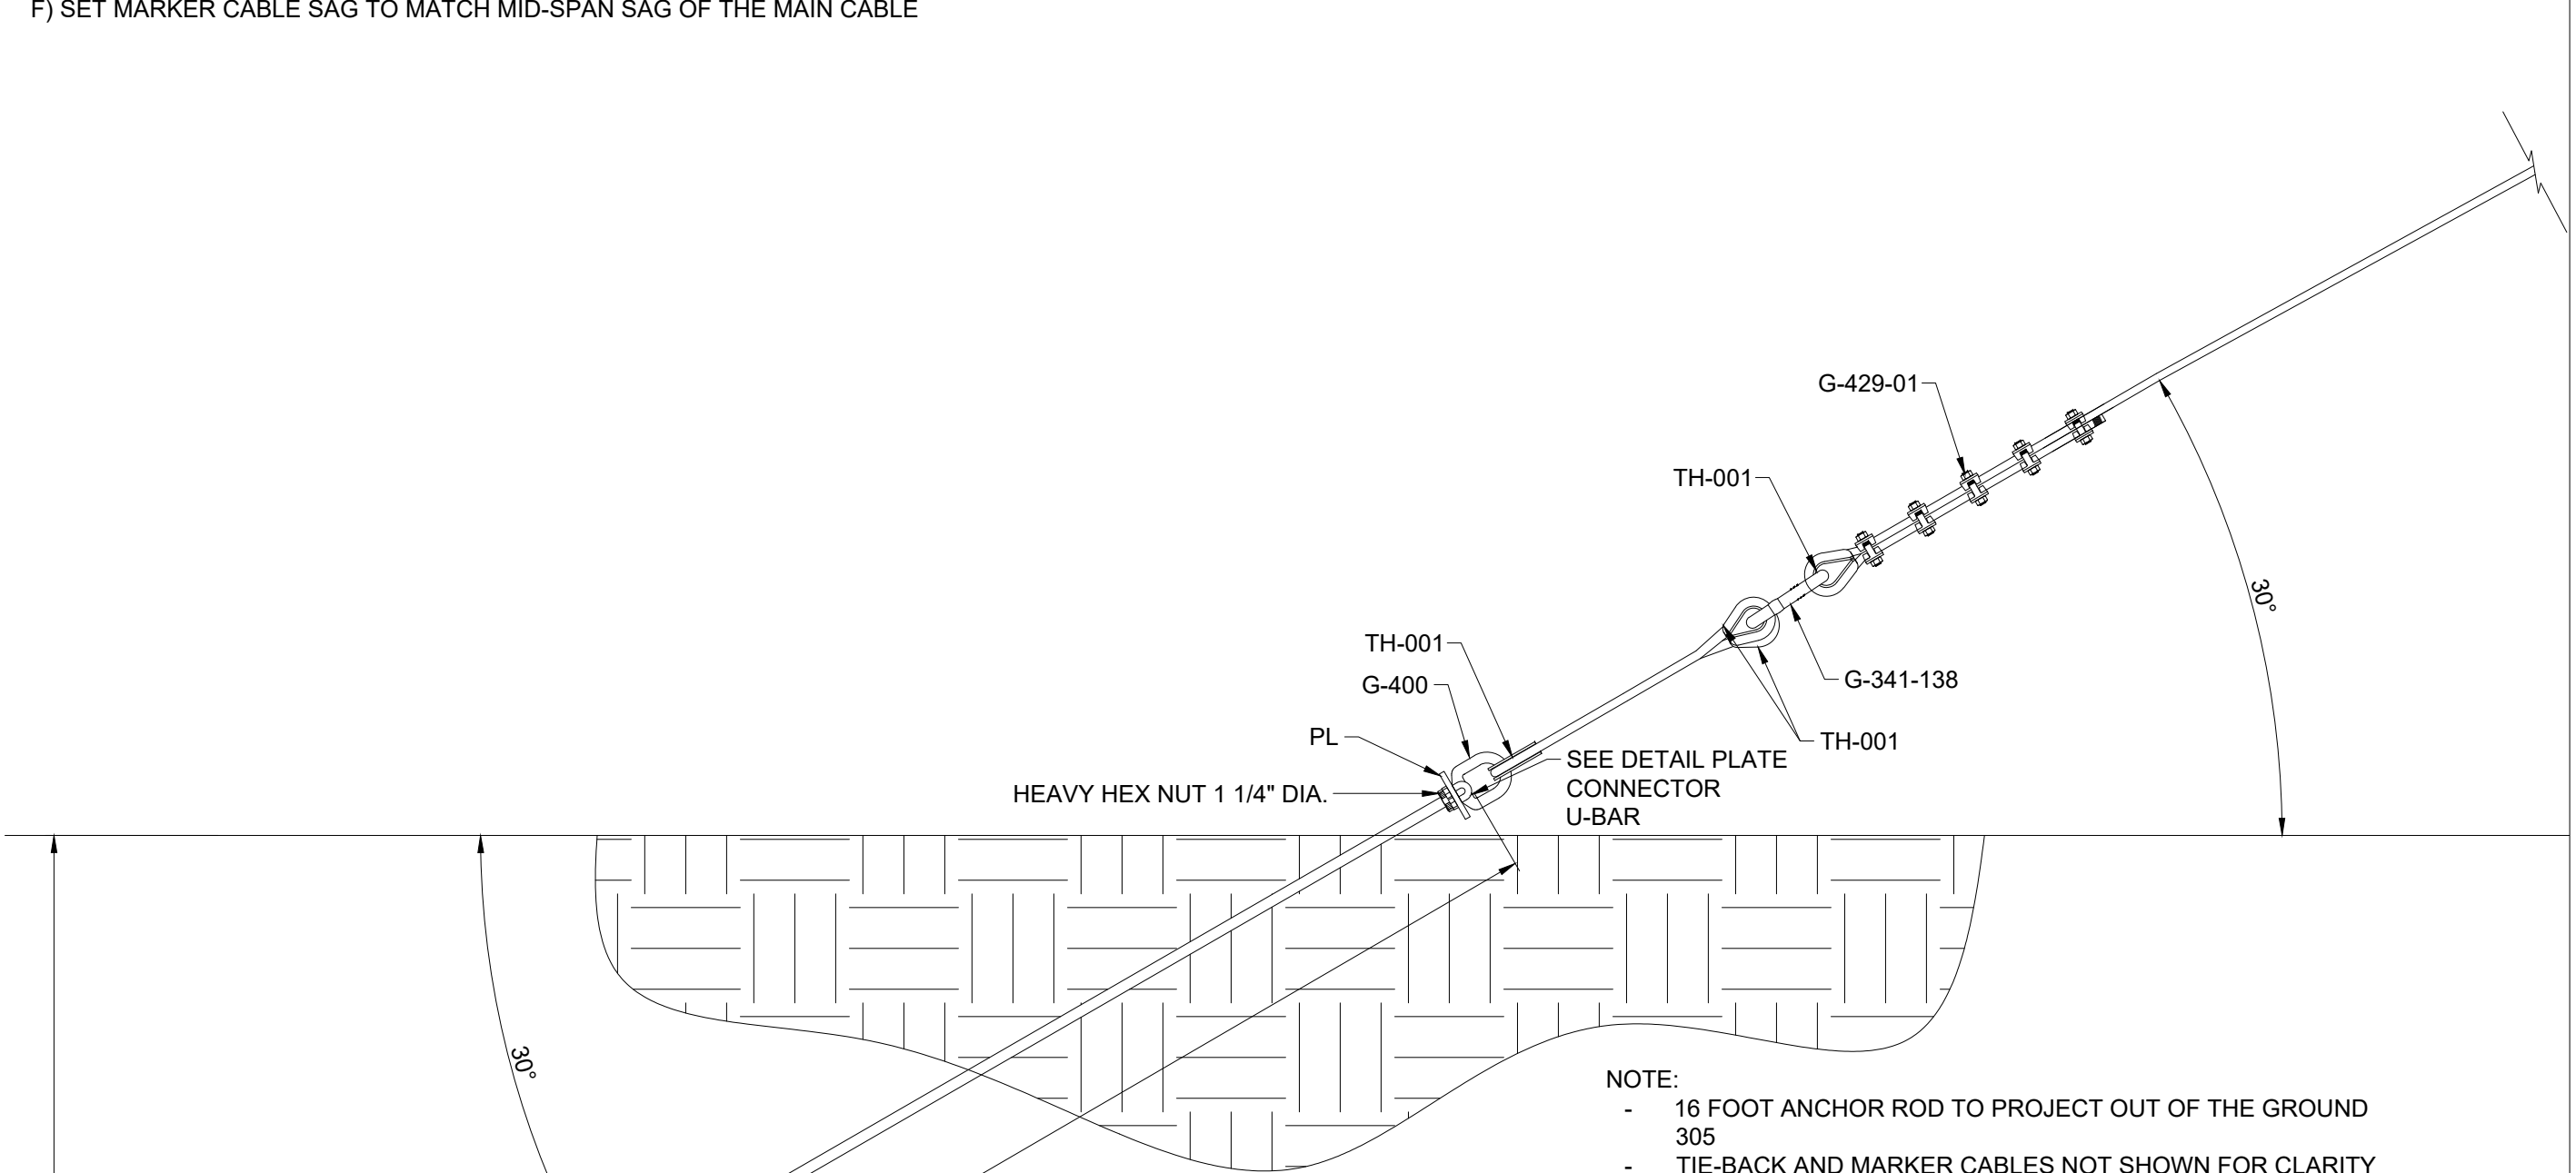 F) SET MARKER CABLE SAG TO MATCH MID-SPAN SAG OF THE MAIN CABLE
G-429-01
TH-001
30°
TH-001
G-400
G-341-138
PL
TH-001
SEE DETAIL PLATE
CONNECTOR
U-BAR
HEAVY HEX NUT 1 1/4" DIA.
30°
NOTE:
- 16 FOOT ANCHOR ROD TO PROJECT OUT OF THE GROUND
305
- TIE-BACK AND MARKER CABLES NOT SHOWN FOR CLARITY